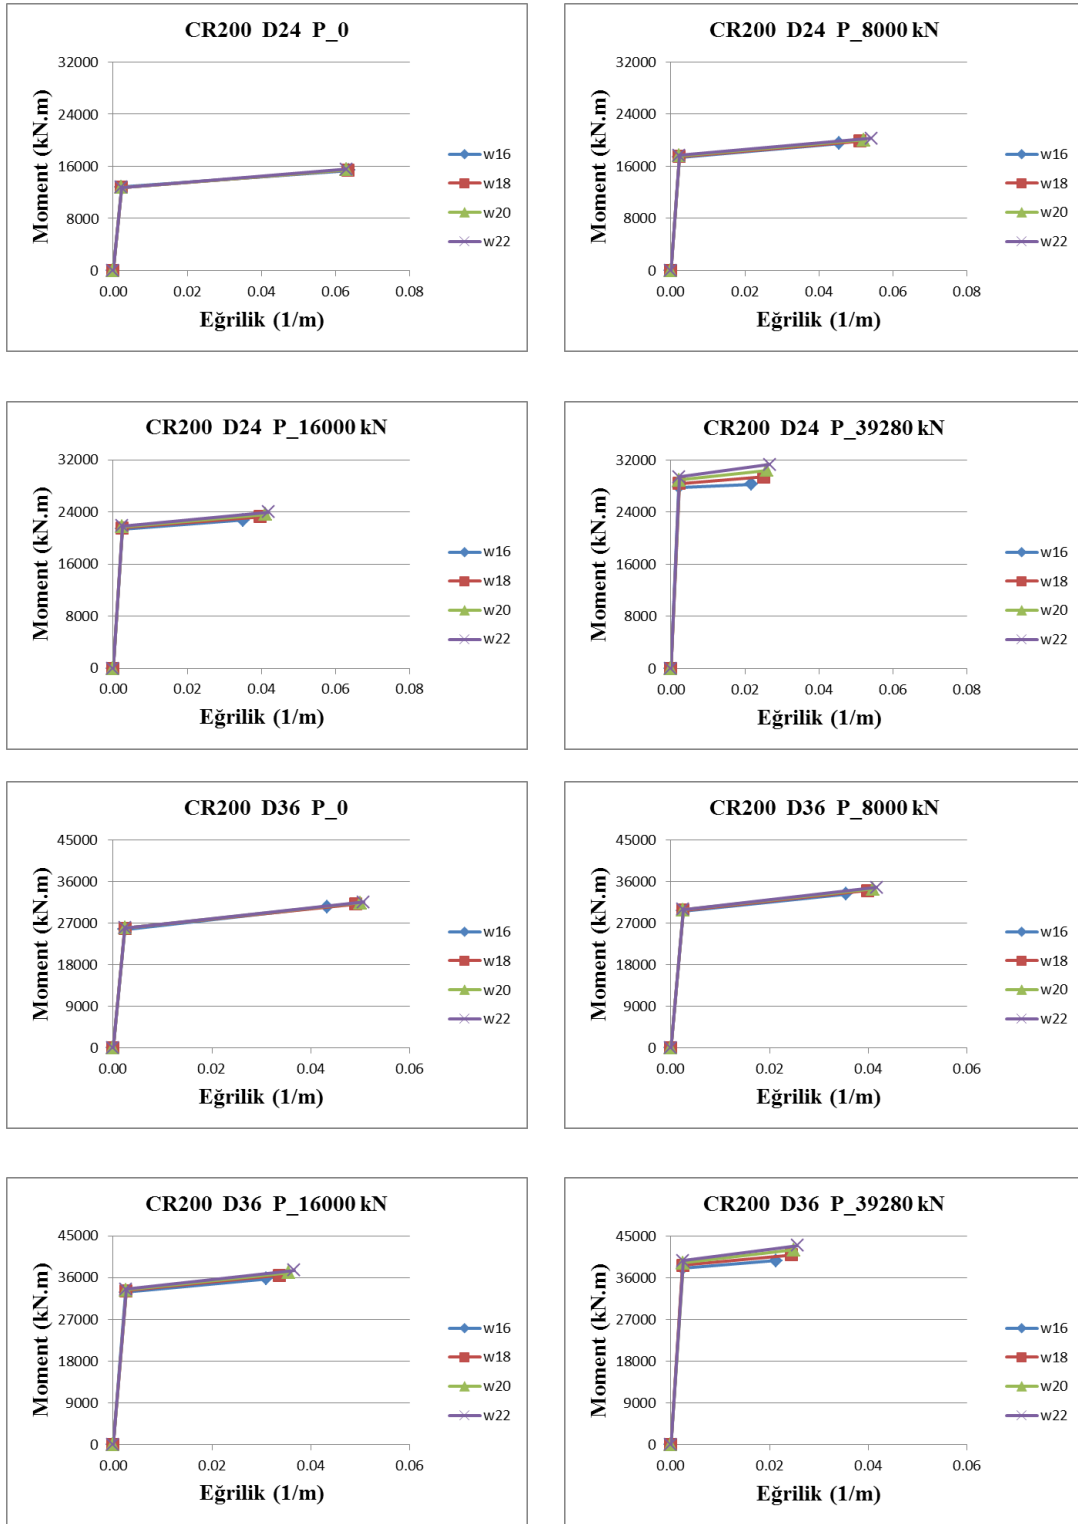 CR200 D24 P_0
32000
24000
16000
8000
0
0.00 0.02 0.04 0.06 0.08
Moment (kN.m)
Eğrilik (1/m)
w16
w18
w20
w22
CR200 D24 P_8000 kN
32000
24000
16000
8000
0
0.00 0.02 0.04 0.06 0.08
Moment (kN.m)
Eğrilik (1/m)
w16
w18
w20
w22
CR200 D24 P_16000 kN
32000
24000
16000
8000
0
0.00 0.02 0.04 0.06 0.08
Moment (kN.m)
Eğrilik (1/m)
w16
w18
w20
w22
CR200 D24 P_39280 kN
32000
24000
16000
8000
0
0.00 0.02 0.04 0.06 0.08
Moment (kN.m)
Eğrilik (1/m)
w16
w18
w20
w22
CR200 D36 P_0
45000
36000
27000
18000
9000
0
0.00 0.02 0.04 0.06
Moment (kN.m)
Eğrilik (1/m)
w16
w18
w20
w22
CR200 D36 P_8000 kN
45000
36000
27000
18000
9000
0
0.00 0.02 0.04 0.06
Moment (kN.m)
Eğrilik (1/m)
w16
w18
w20
w22
CR200 D36 P_16000 kN
45000
36000
27000
18000
9000
0
0.00 0.02 0.04 0.06
Moment (kN.m)
Eğrilik (1/m)
w16
w18
w20
w22
CR200 D36 P_39280 kN
45000
36000
27000
18000
9000
0
0.00 0.02 0.04 0.06
Moment (kN.m)
Eğrilik (1/m)
w16
w18
w20
w22